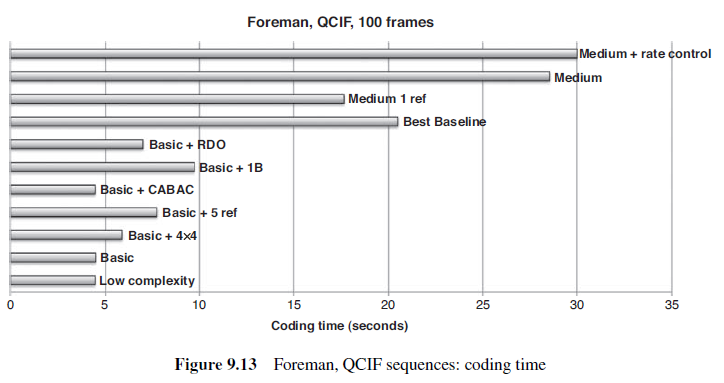 Foreman, QCIF, 100 frames
Medium + rate control
Medium
Medium 1 ref
Best Baseline
Basic + RDO
Basic + 1B
Basic + CABAC
Basic + 5 ref
Basic + 4×4
Basic
Low complexity
0 5 10 15 20 25 30 35
Coding time (seconds)
Figure 9.13 Foreman, QCIF sequences: coding time